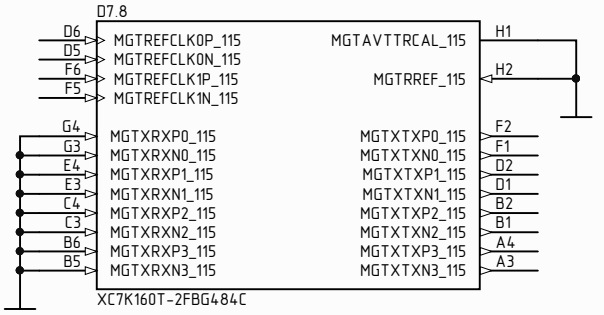 D7.8
D6 MGTREFCLK0P_115 MGTAVTTRCAL_115 H1
D5 MGTREFCLK0N_115
F6 MGTREFCLK1P_115 MGTRREF_115 H2
F5 MGTREFCLK1N_115
G4 MGTXRXP0_115 MGTXTXP0_115 F2
G3 MGTXRXN0_115 MGTXTXN0_115 F1
E4 MGTXRXP1_115 MGTXTXP1_115 D2
E3 MGTXRXN1_115 MGTXTXN1_115 D1
C4 MGTXRXP2_115 MGTXTXP2_115 B2
C3 MGTXRXN2_115 MGTXTXN2_115 B1
B6 MGTXRXP3_115 MGTXTXP3_115 A4
B5 MGTXRXN3_115 MGTXTXN3_115 A3
XC7K160T-2FBG484C